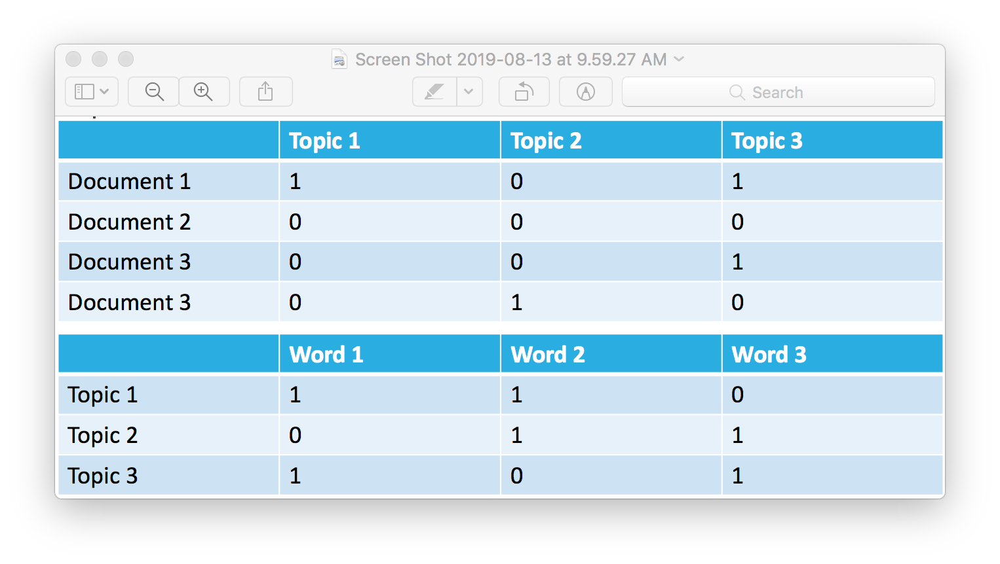 Screen Shot 2019-08-13 at 9.59.27 AM
Search
Topic 1 Topic 2 Topic 3
Document 1 1 0 1
Document 2 0 0 0
Document 3 0 0 1
Document 3 0 1 0
Word 1 Word 2 Word 3
Topic 1 1 1 0
Topic 2 0 1 1
Topic 3 1 0 1